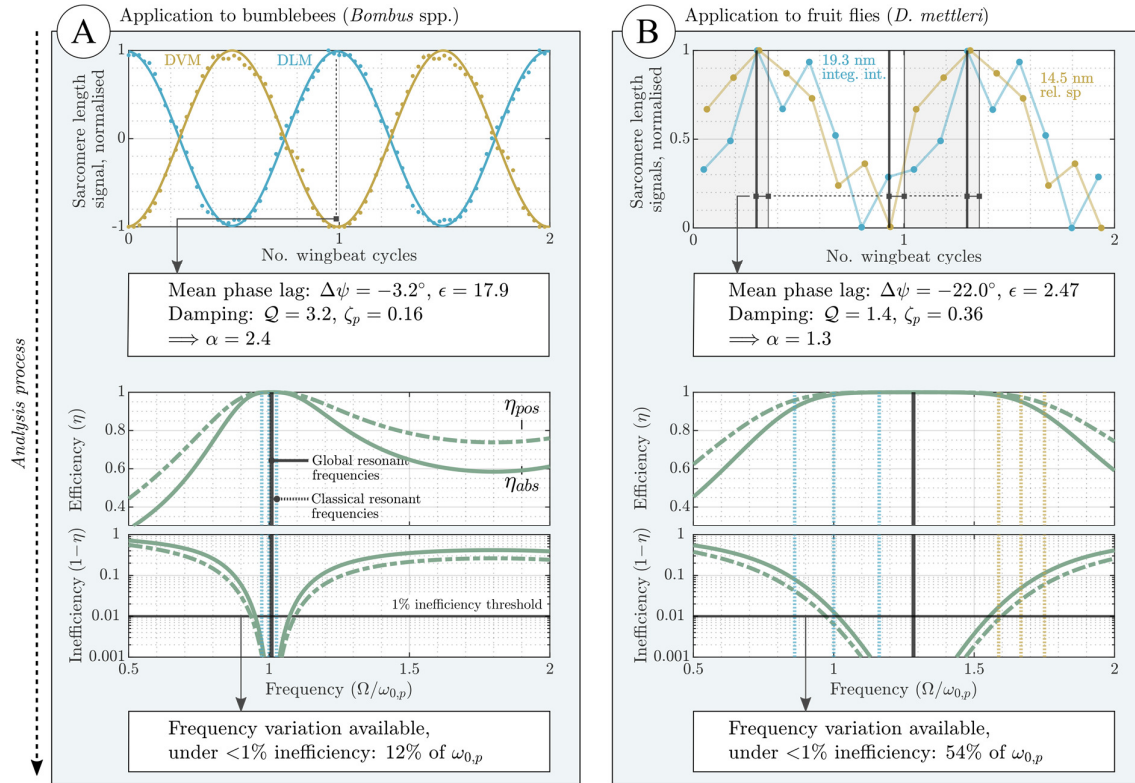 A
Application to bumblebees (Bombus spp.)
Analysis process
DVM
DLM
Sarcomere length
signal, normalised
1
0
-1
0
1
2
No. wingbeat cycles
Mean phase lag: Δψ = −3.2°, ϵ = 17.9
Damping: 𝒬 = 3.2, ζp = 0.16
⟹ α = 2.4
Efficiency (η)
1
0.8
0.6
0.4
ηpos
ηabs
Global resonant
frequencies
Classical resonant
frequencies
Inefficiency (1−η)
1
0.1
0.01
0.001
1% inefficiency threshold
0.5
1
1.5
2
Frequency (Ω/ω0,p)
Frequency variation available,
under <1% inefficiency: 12% of ω0,p
B
Application to fruit flies (D. mettleri)
19.3 nm
integ. int.
14.5 nm
rel. sp
Sarcomere length
signals, normalised
1
0.5
0
0
1
2
No. wingbeat cycles
Mean phase lag: Δψ = −22.0°, ϵ = 2.47
Damping: 𝒬 = 1.4, ζp = 0.36
⟹ α = 1.3
Efficiency (η)
1
0.8
0.6
0.4
Inefficiency (1−η)
1
0.1
0.01
0.001
0.5
1
1.5
2
Frequency (Ω/ω0,p)
Frequency variation available,
under <1% inefficiency: 54% of ω0,p